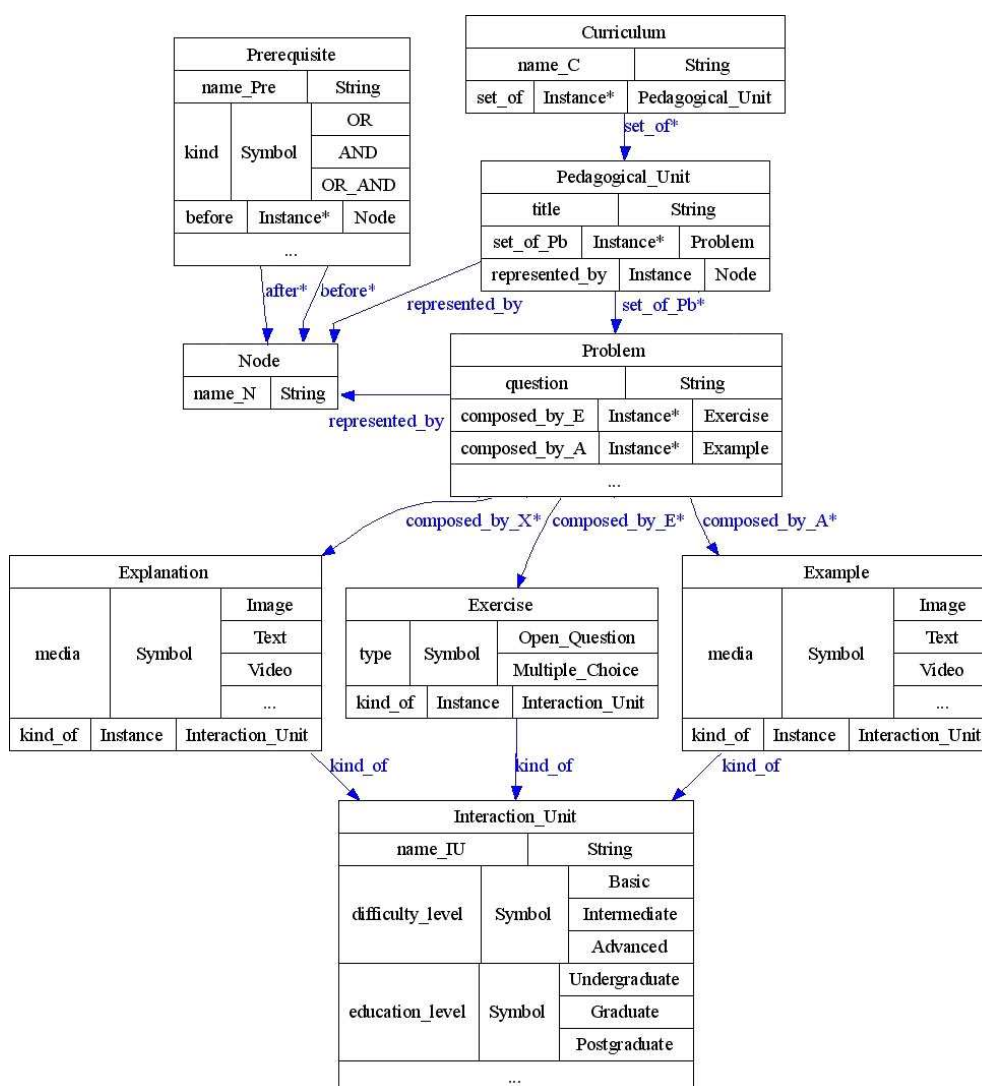 Prerequisite
name_Pre String
kind Symbol OR
AND
OR_AND
before Instance* Node
...
Curriculum
name_C String
set_of Instance* Pedagogical_Unit
set_of*
Pedagogical_Unit
title String
set_of_Pb Instance* Problem
represented_by Instance Node
after* before* represented_by set_of_Pb*
Node
name_N String
represented_by
Problem
question String
composed_by_E Instance* Exercise
composed_by_A Instance* Example
...
composed_by_X* composed_by_E* composed_by_A*
Explanation
media Symbol Image
Text
Video
...
kind_of Instance Interaction_Unit
Exercise
type Symbol Open_Question
Multiple_Choice
kind_of Instance Interaction_Unit
Example
media Symbol Image
Text
Video
...
kind_of Instance Interaction_Unit
kind_of kind_of kind_of
Interaction_Unit
name_IU String
difficulty_level Symbol Basic
Intermediate
Advanced
education_level Symbol Undergraduate
Graduate
Postgraduate
...